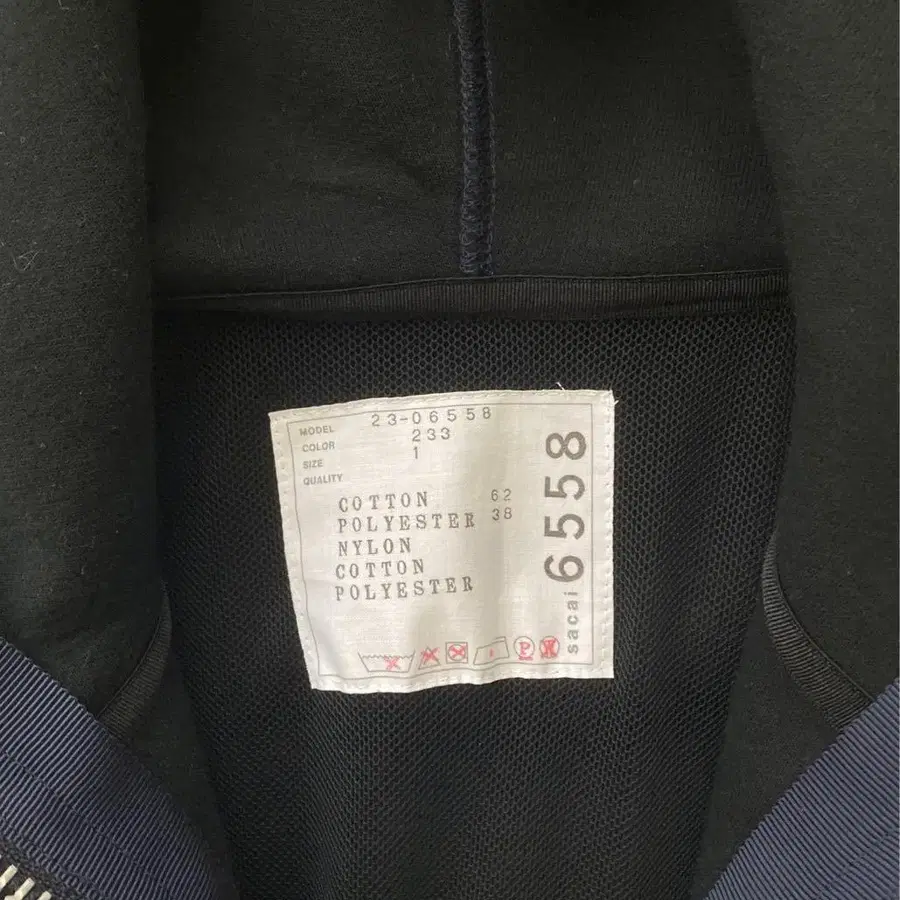 MODEL 23-06558
COLOR 233
SIZE 1
QUALITY
COTTON 62
POLYESTER 38
NYLON
COTTON
POLYESTER
P
sacai 6558